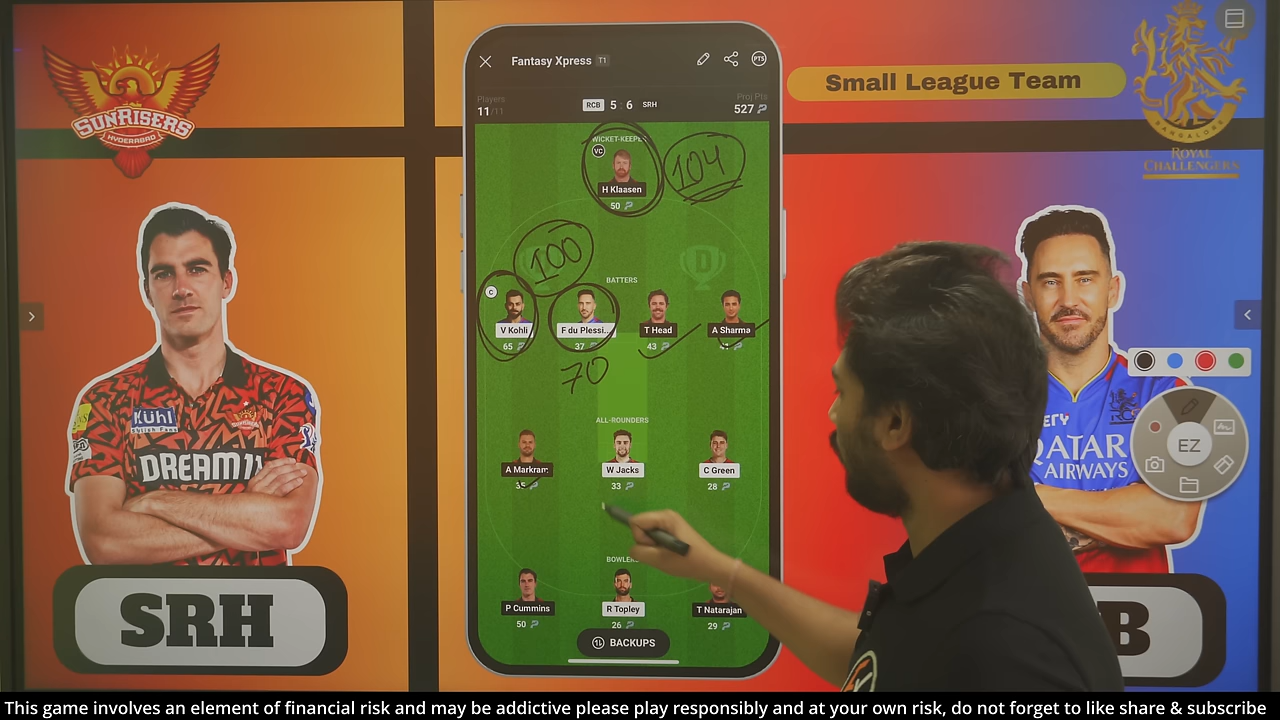 SUNRISERS
HYDERABAD
Small League Team
BANGALORE
ROYAL
CHALLENGERS
Fantasy Xpress T1
PTS
Players
11/11
RCB 5 : 6 SRH
Proj Pts
527
WICKET-KEEPE
VC
H Klaasen
50
104
100
BATTERS
C
V Kohli
65
F du Plessi...
37
T Head
43
A Sharma
41
70
ALL-ROUNDERS
A Markram
35
W Jacks
33
C Green
28
BOWLERS
P Cummins
50
R Topley
26
T Natarajan
29
BACKUPS
KÜHL
DREAM11
SRH
QATAR
AIRWAYS
EZ
B
This game involves an element of financial risk and may be addictive please play responsibly and at your own risk, do not forget to like share & subscribe